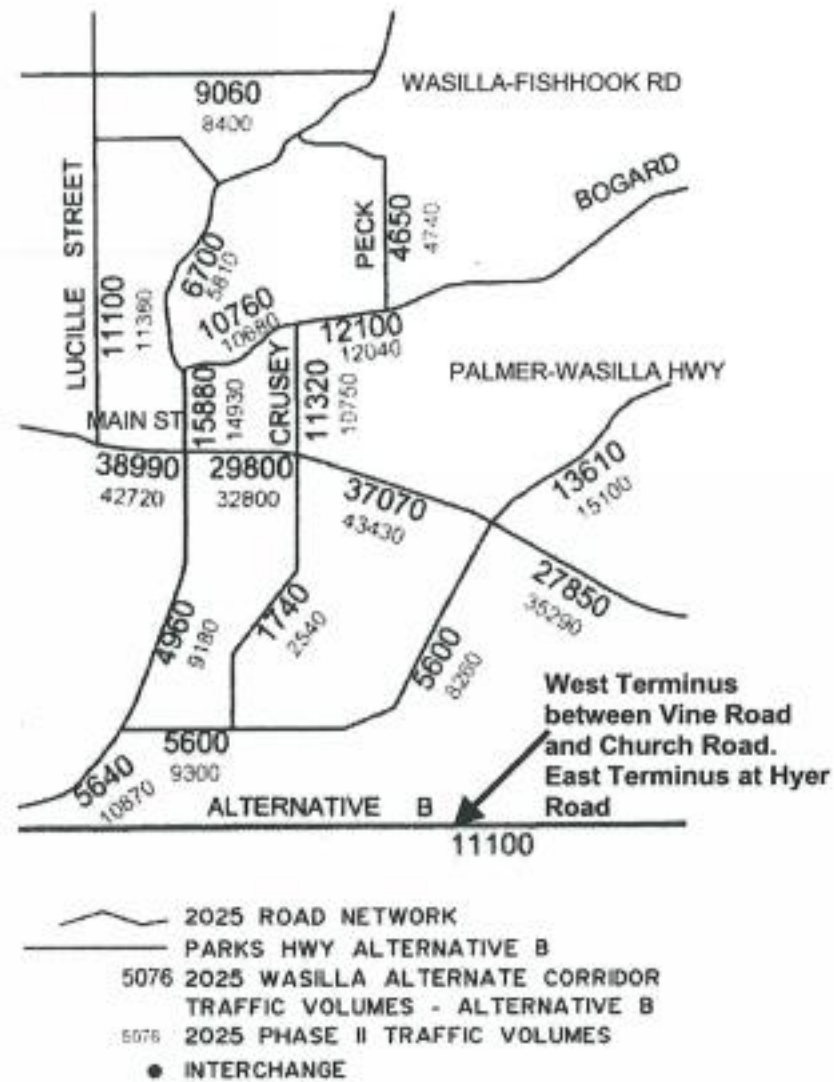 WASILLA-FISHHOOK RD
9060
8400
BOGARD
LUCILLE STREET
11100
11360
PECK
4650
4740
6700
5810
10760
10680
12100
12040
CRUSEY
11320
10750
PALMER-WASILLA HWY
MAIN ST
15880
14930
38990
42720
29800
32800
37070
43430
13610
15100
27850
35290
4960
9180
1740
2540
5600
8260
West Terminus
between Vine Road
and Church Road.
East Terminus at Hyer
Road
5600
9300
5640
10870
ALTERNATIVE B
11100
2025 ROAD NETWORK
PARKS HWY ALTERNATIVE B
5076 2025 WASILLA ALTERNATE CORRIDOR
TRAFFIC VOLUMES - ALTERNATIVE B
5076 2025 PHASE II TRAFFIC VOLUMES
INTERCHANGE